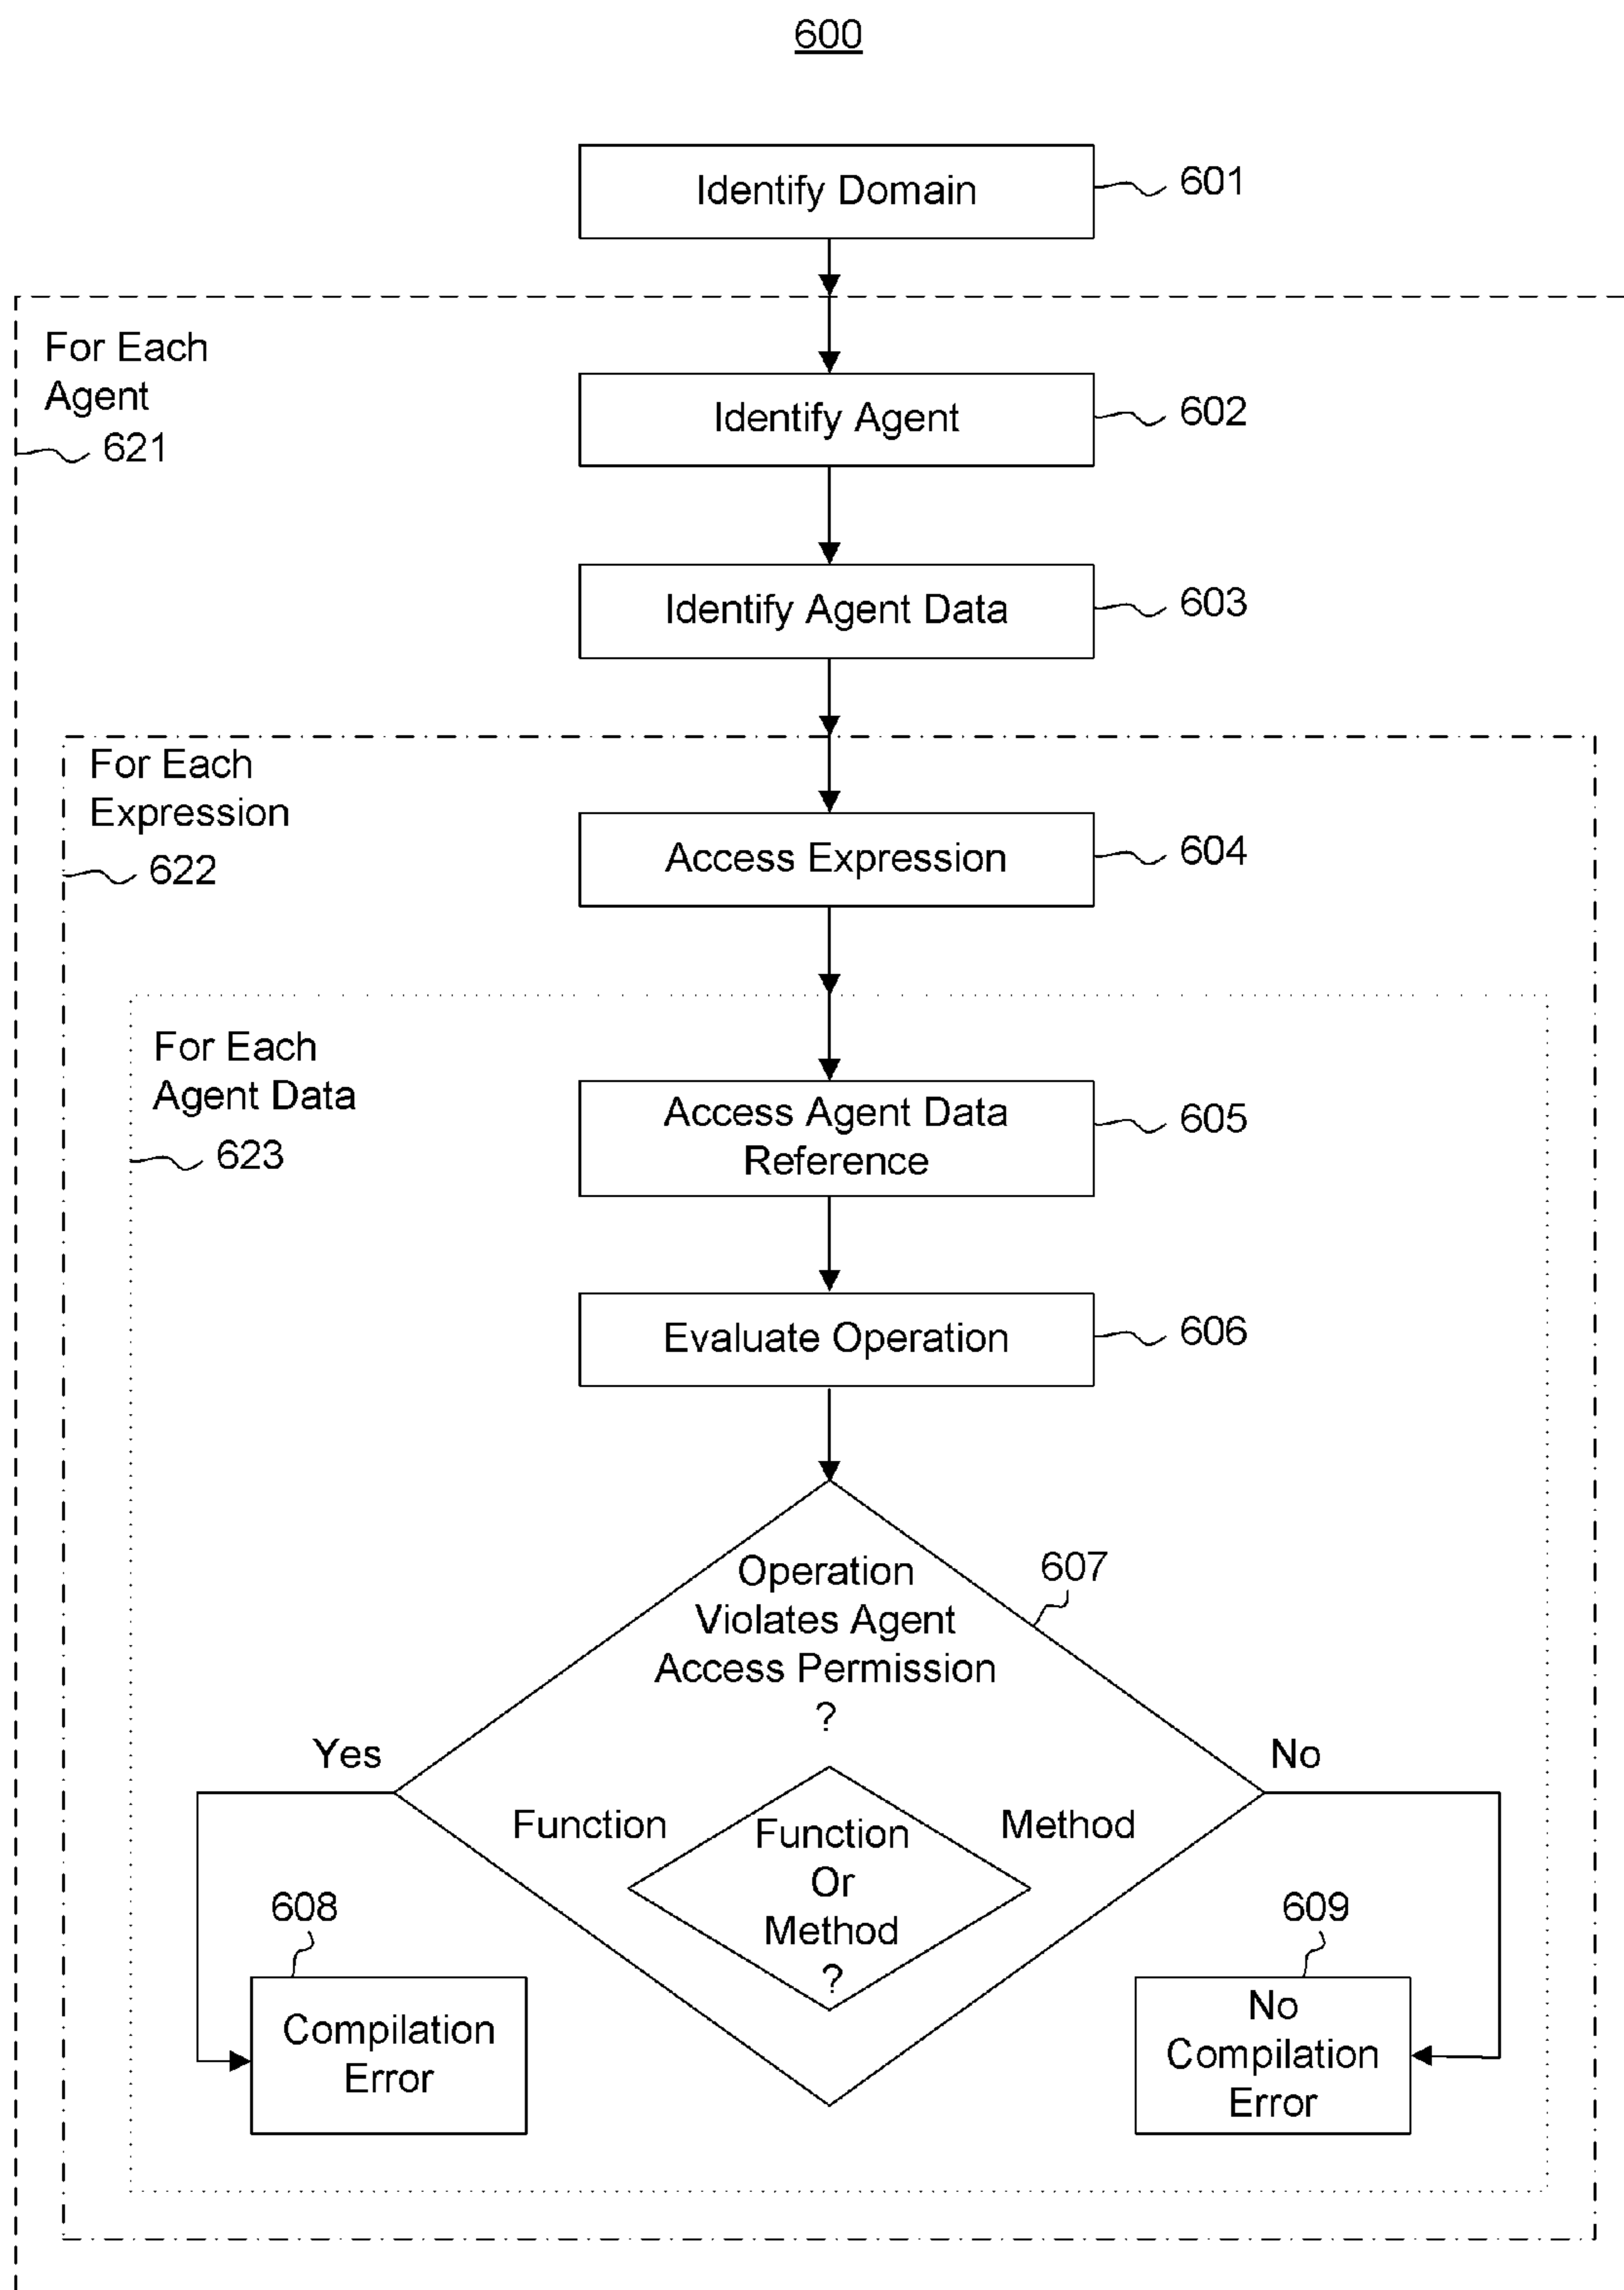 600
Identify Domain
601
For Each
Agent
621
Identify Agent
602
Identify Agent Data
603
For Each
Expression
622
Access Expression
604
For Each
Agent Data
623
Access Agent Data
Reference
605
Evaluate Operation
606
Operation
Violates Agent
Access Permission
?
607
Yes
No
Function
Function
Or
Method
?
Method
608
Compilation
Error
609
No
Compilation
Error